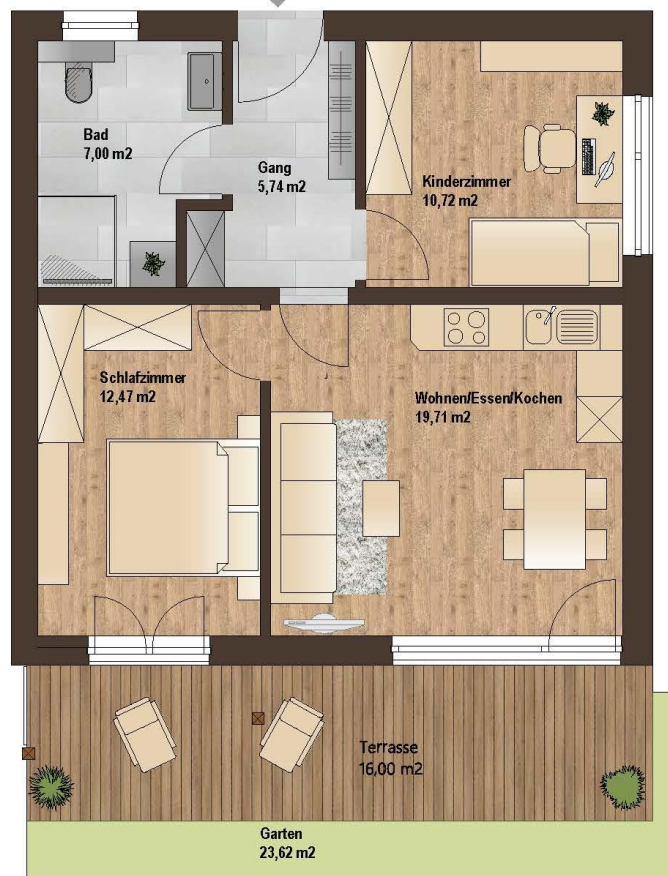 Bad
7,00 m2
Gang
5,74 m2
Kinderzimmer
10,72 m2
Schlafzimmer
12,47 m2
Wohnen/Essen/Kochen
19,71 m2
Terrasse
16,00 m2
Garten
23,62 m2